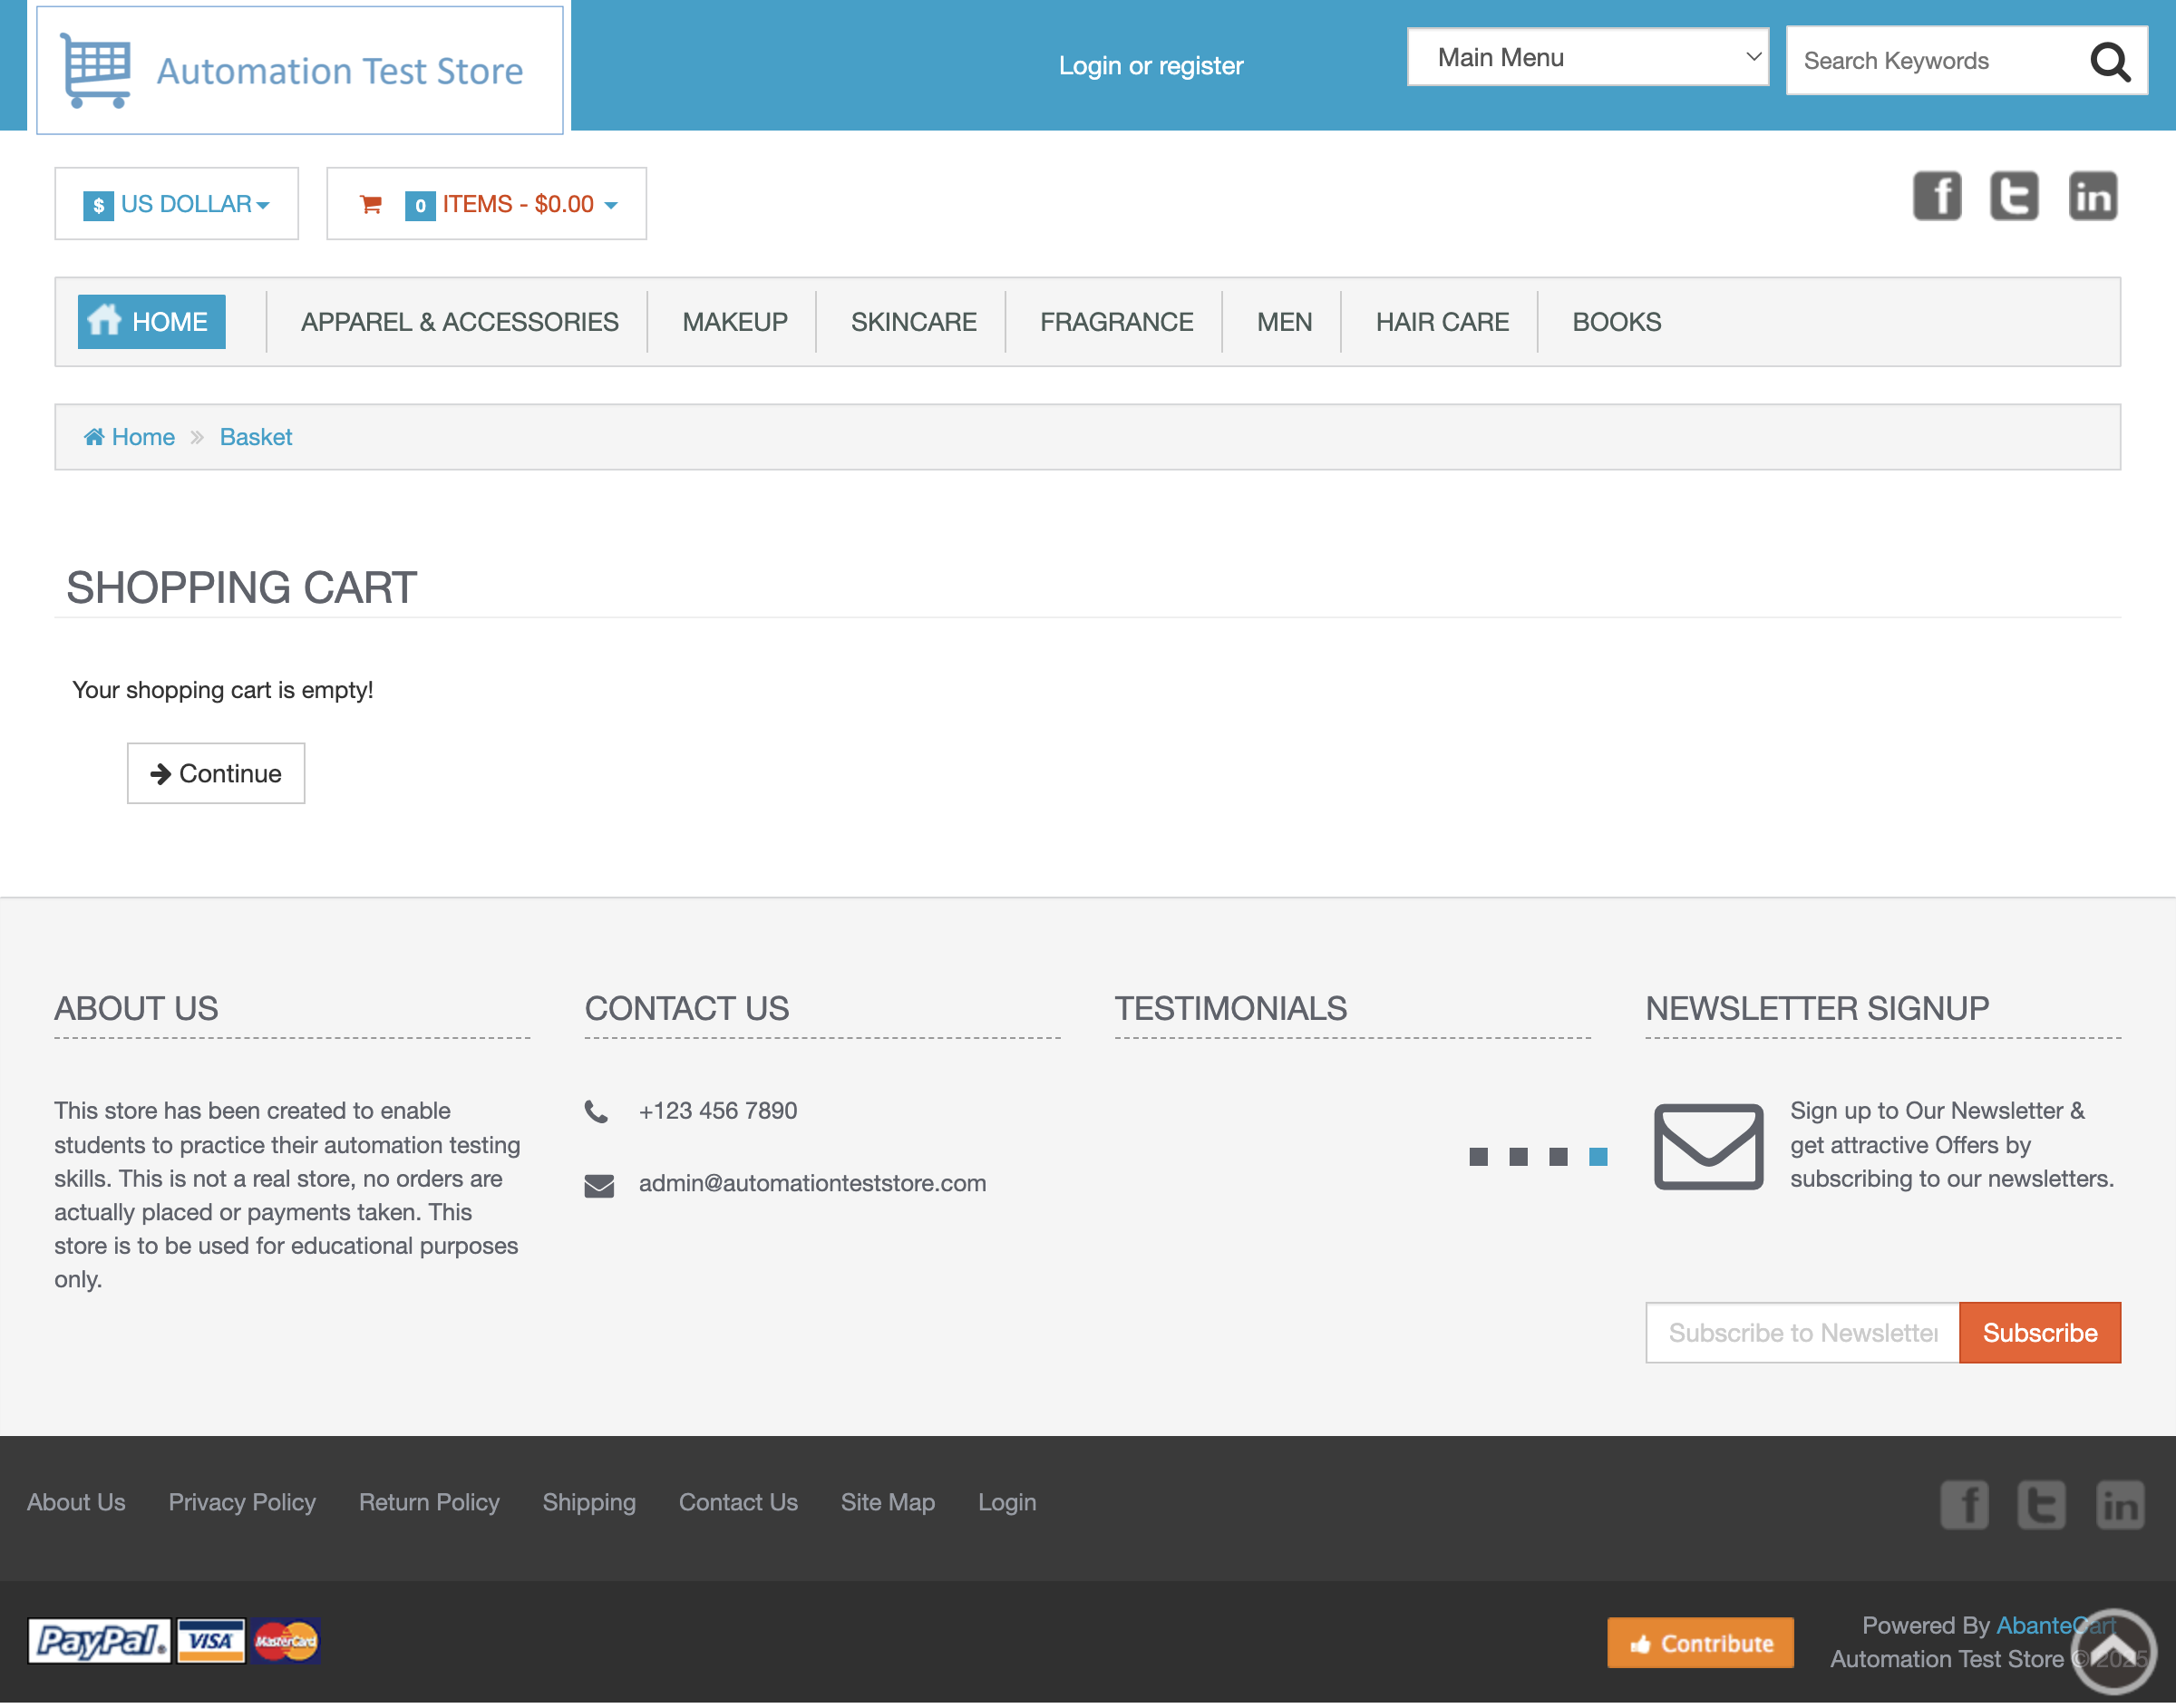 Automation Test Store
Login or register
Main Menu
Search Keywords
$ US DOLLAR
0 ITEMS - $0.00
HOME
APPAREL & ACCESSORIES
MAKEUP
SKINCARE
FRAGRANCE
MEN
HAIR CARE
BOOKS
Home » Basket
SHOPPING CART
Your shopping cart is empty!
Continue
ABOUT US
This store has been created to enable
students to practice their automation testing
skills. This is not a real store, no orders are
actually placed or payments taken. This
store is to be used for educational purposes
only.
CONTACT US
+123 456 7890
admin@automationteststore.com
TESTIMONIALS
NEWSLETTER SIGNUP
Sign up to Our Newsletter &
get attractive Offers by
subscribing to our newsletters.
Subscribe to Newsletter
Subscribe
About Us
Privacy Policy
Return Policy
Shipping
Contact Us
Site Map
Login
PayPal
VISA
MasterCard
Contribute
Powered By AbanteCart
Automation Test Store © 2025